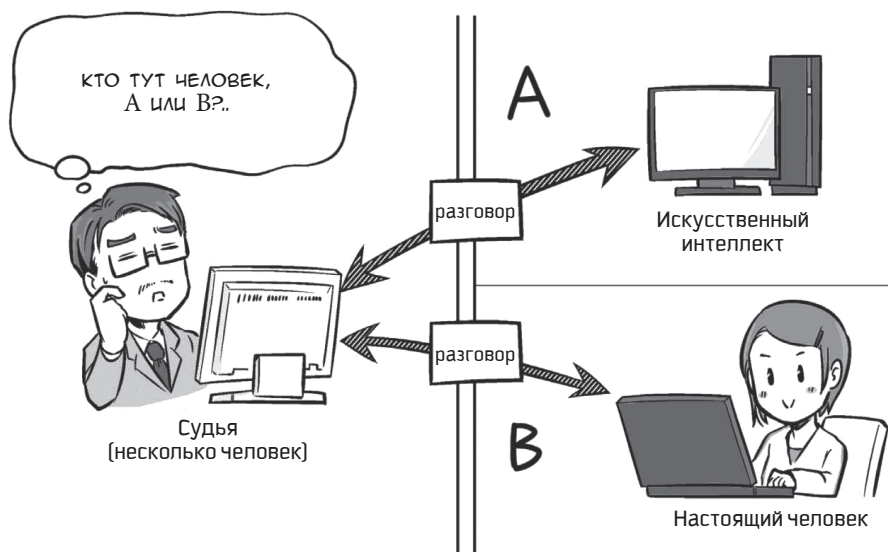 КТО ТУТ ЧЕЛОВЕК,
А ИЛИ В?..
A
разговор
Искусственный
интеллект
разговор
B
Судья
(несколько человек)
Настоящий человек